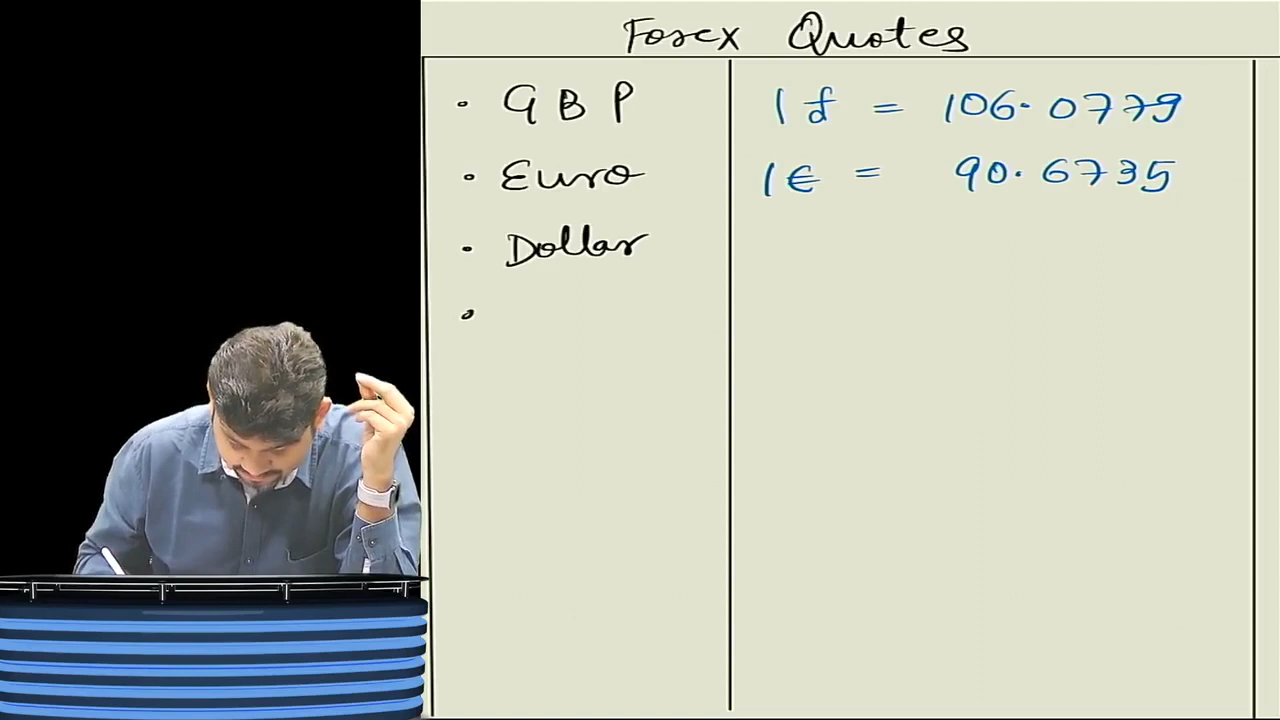 Forex Quotes
• GBP 1 £ = 106.0779
• Euro 1 € = 90.6735
• Dollar
•